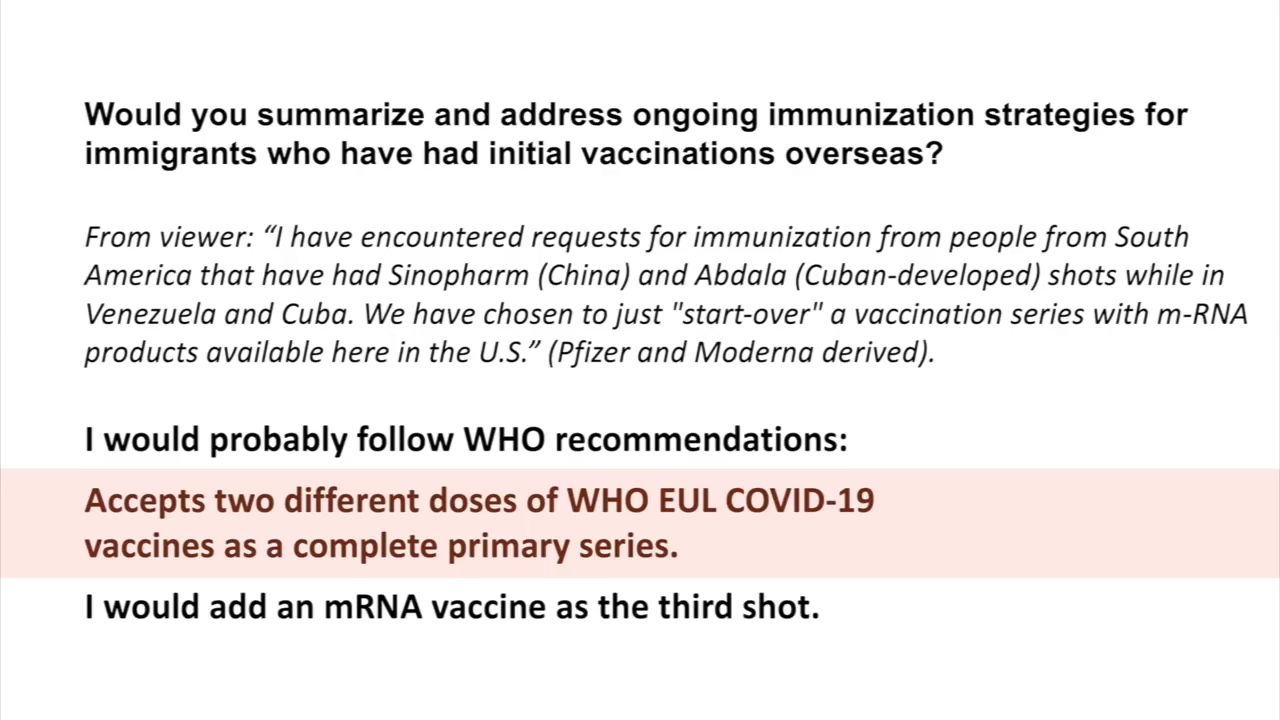 Would you summarize and address ongoing immunization strategies for
immigrants who have had initial vaccinations overseas?
From viewer: “I have encountered requests for immunization from people from South
America that have had Sinopharm (China) and Abdala (Cuban-developed) shots while in
Venezuela and Cuba. We have chosen to just "start-over" a vaccination series with m-RNA
products available here in the U.S.” (Pfizer and Moderna derived).
I would probably follow WHO recommendations:
Accepts two different doses of WHO EUL COVID-19
vaccines as a complete primary series.
I would add an mRNA vaccine as the third shot.